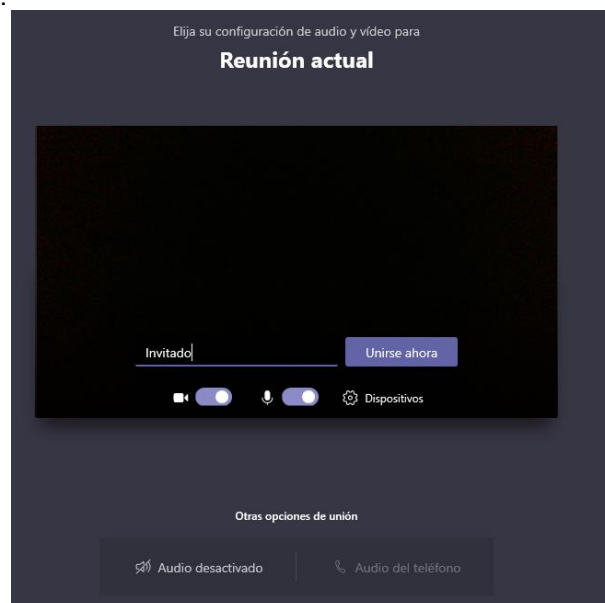 .
Elija su configuración de audio y vídeo para
Reunión actual
Invitado
Unirse ahora
Dispositivos
Otras opciones de unión
Audio desactivado
Audio del teléfono